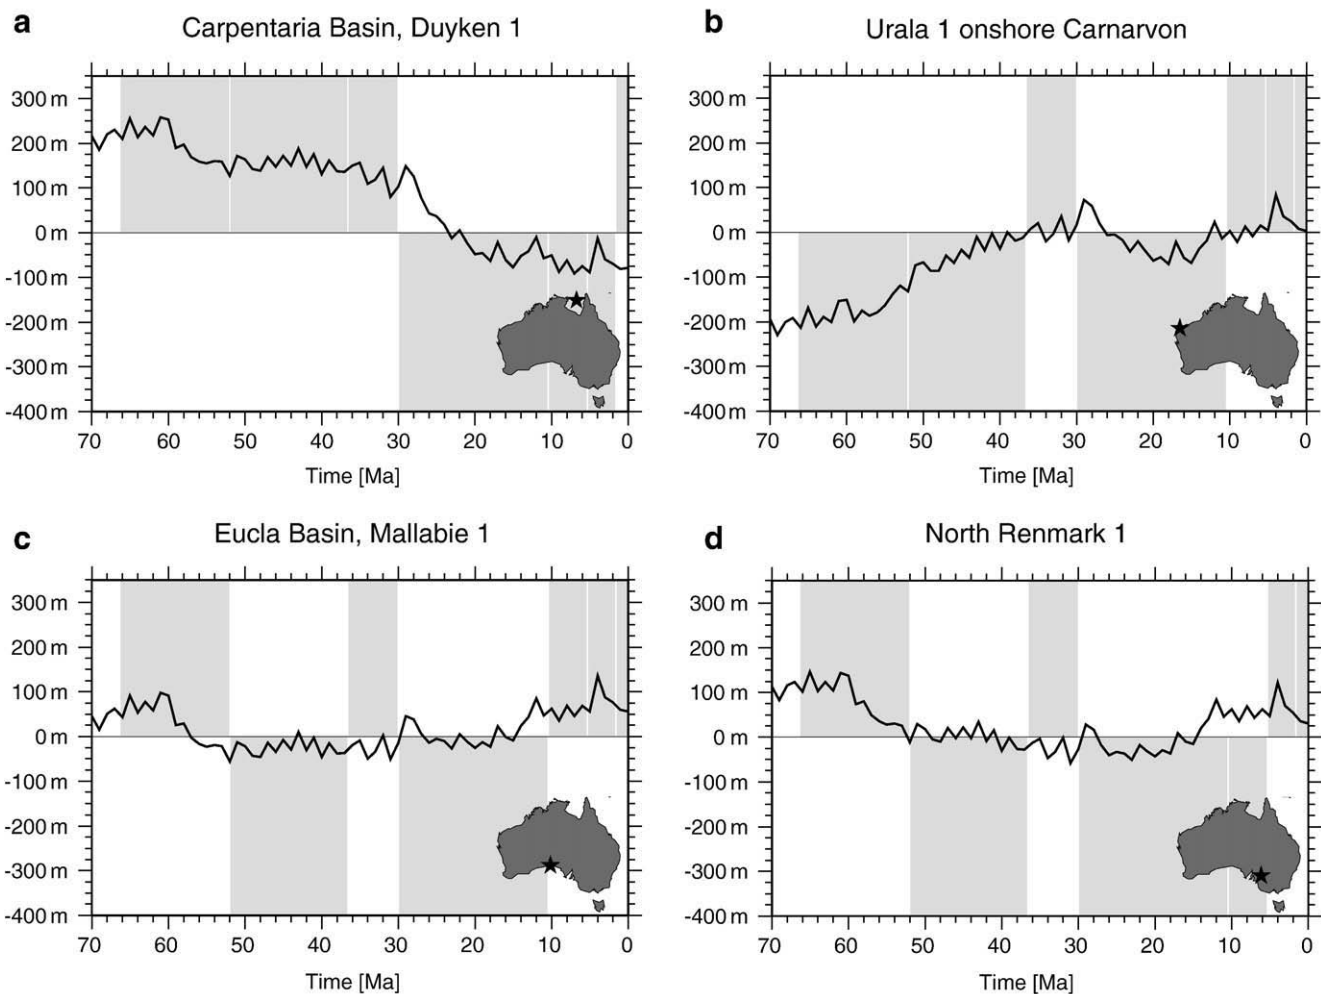 a
Carpentaria Basin, Duyken 1
300 m
200 m
100 m
0 m
-100 m
-200 m
-300 m
-400 m
70 60 50 40 30 20 10 0
Time [Ma]
b
Urala 1 onshore Carnarvon
300 m
200 m
100 m
0 m
-100 m
-200 m
-300 m
-400 m
70 60 50 40 30 20 10 0
Time [Ma]
c
Eucla Basin, Mallabie 1
300 m
200 m
100 m
0 m
-100 m
-200 m
-300 m
-400 m
70 60 50 40 30 20 10 0
Time [Ma]
d
North Renmark 1
300 m
200 m
100 m
0 m
-100 m
-200 m
-300 m
-400 m
70 60 50 40 30 20 10 0
Time [Ma]